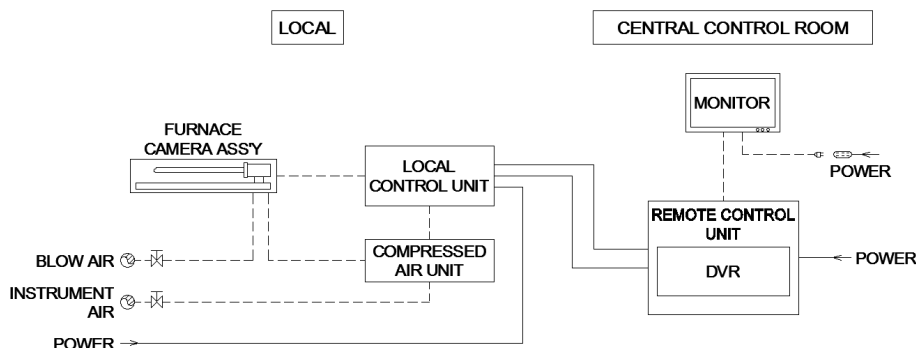 LOCAL
CENTRAL CONTROL ROOM
MONITOR
FURNACE
CAMERA ASS'Y
LOCAL
CONTROL UNIT
POWER
REMOTE CONTROL
UNIT
COMPRESSED
AIR UNIT
BLOW AIR
DVR
POWER
INSTRUMENT
AIR
POWER